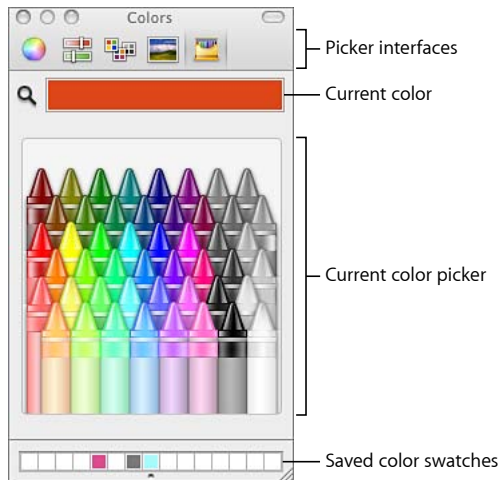 Colors
Picker interfaces
Current color
Current color picker
Saved color swatches